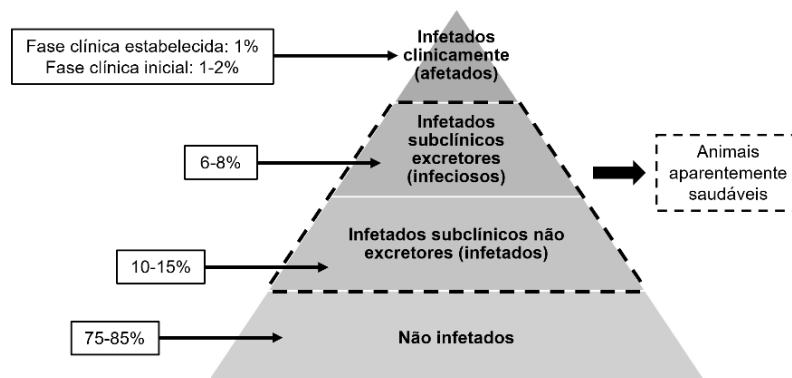 Fase clínica estabelecida: 1%
Fase clínica inicial: 1-2%
Infetados
clinicamente
(afetados)
Infetados
subclínicos
excretores
(infeciosos)
6-8%
Animais
aparentemente
saudáveis
Infetados subclínicos não
excretores (infetados)
10-15%
75-85%
Não infetados